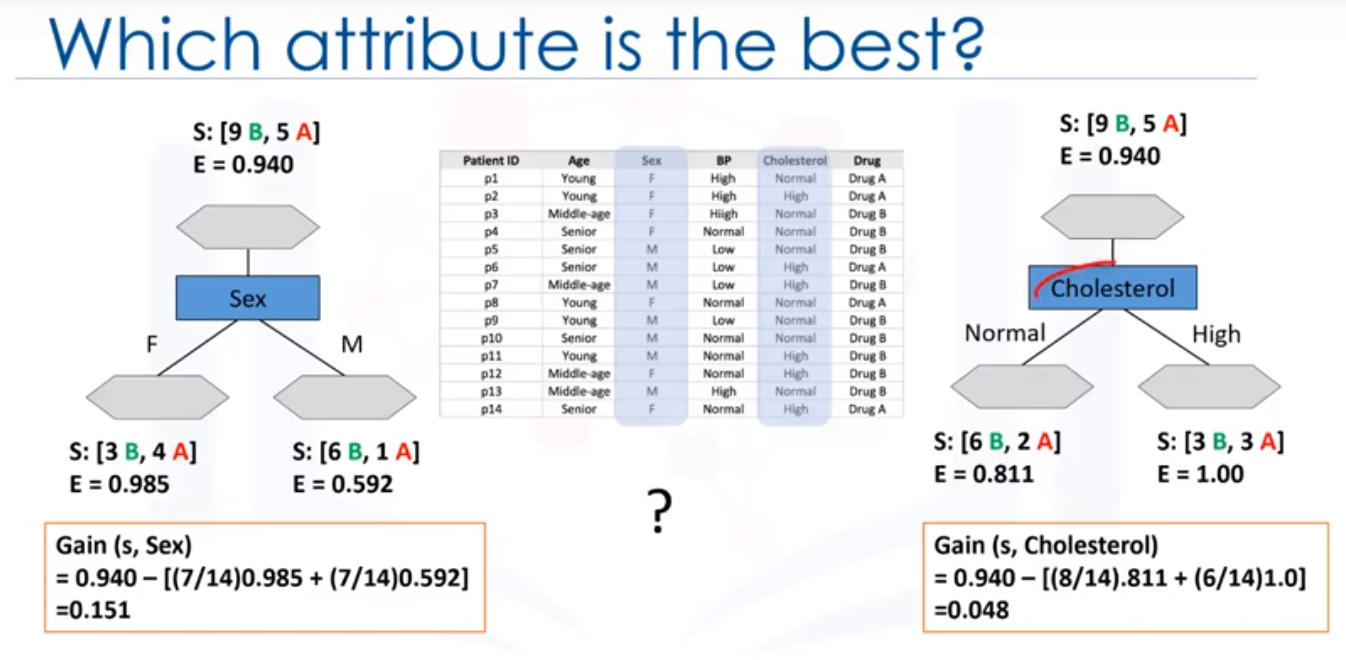 Which attribute is the best?
S: [9 B, 5 A]
E = 0.940
Sex
F
M
S: [3 B, 4 A]
E = 0.985
S: [6 B, 1 A]
E = 0.592
Gain (s, Sex)
= 0.940 – [(7/14)0.985 + (7/14)0.592]
=0.151
Patient ID Age Sex BP Cholesterol Drug
p1 Young F High Normal Drug A
p2 Young F High High Drug A
p3 Middle-age F Hiigh Normal Drug B
p4 Senior F Normal Normal Drug B
p5 Senior M Low Normal Drug B
p6 Senior M Low High Drug A
p7 Middle-age M Low High Drug B
p8 Young F Normal Normal Drug A
p9 Young M Low Normal Drug B
p10 Senior M Normal Normal Drug B
p11 Young M Normal High Drug B
p12 Middle-age F Normal High Drug B
p13 Middle-age M High Normal Drug B
p14 Senior F Normal High Drug A
?
S: [9 B, 5 A]
E = 0.940
Cholesterol
Normal
High
S: [6 B, 2 A]
E = 0.811
S: [3 B, 3 A]
E = 1.00
Gain (s, Cholesterol)
= 0.940 – [(8/14).811 + (6/14)1.0]
=0.048